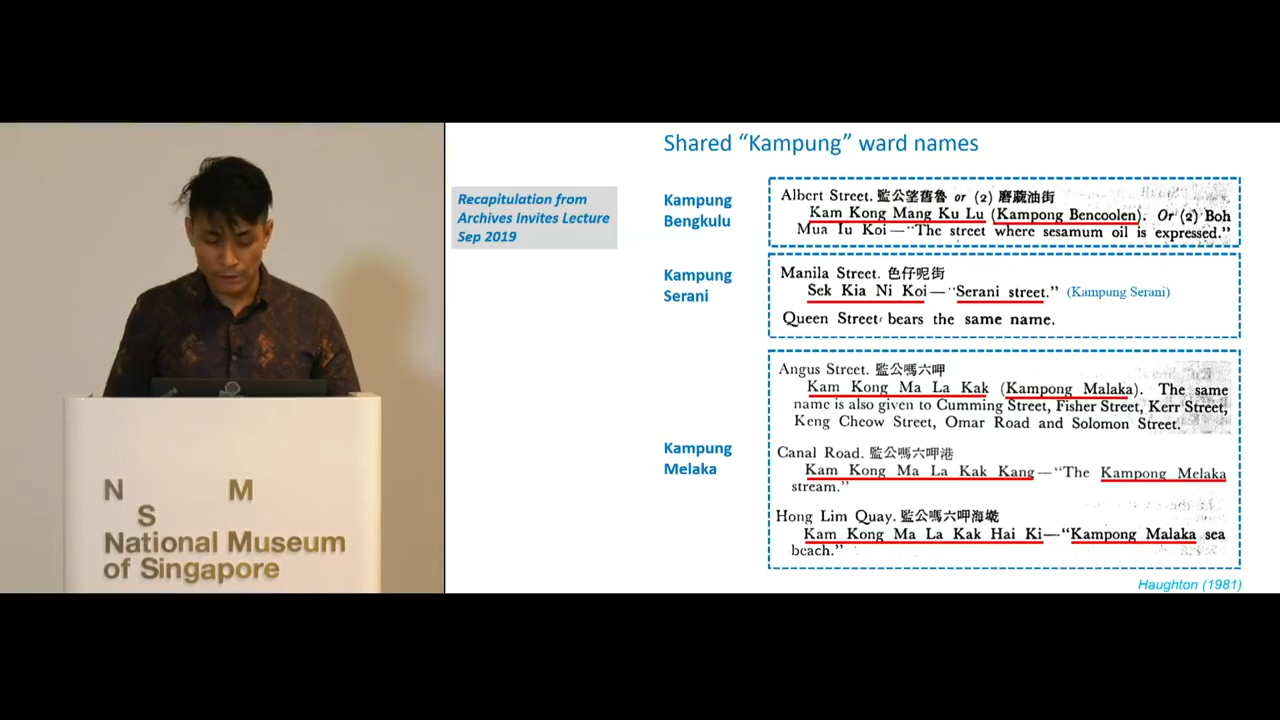 Shared “Kampung” ward names
Recapitulation from
Archives Invites Lecture
Sep 2019
Kampung
Bengkulu
Albert Street. 監公望舊魯 or (2) 磨蔴油街
Kam Kong Mang Ku Lu (Kampong Bencoolen). Or (2) Boh
Mua Iu Koi—“The street where sesamum oil is expressed.”
Kampung
Serani
Manila Street. 色仔呢街
Sek Kia Ni Koi—“Serani street.” (Kampung Serani)
Queen Street bears the same name.
Kampung
Melaka
Angus Street. 監公嗎六呷
Kam Kong Ma La Kak (Kampong Malaka). The same
name is also given to Cumming Street, Fisher Street, Kerr Street,
Keng Cheow Street, Omar Road and Solomon Street.
Canal Road. 監公嗎六呷港
Kam Kong Ma La Kak Kang—“The Kampong Melaka
stream.”
Hong Lim Quay. 監公嗎六呷海墘
Kam Kong Ma La Kak Hai Ki—“Kampong Malaka sea
beach.”
Haughton (1981)
N M
S
National Museum
of Singapore